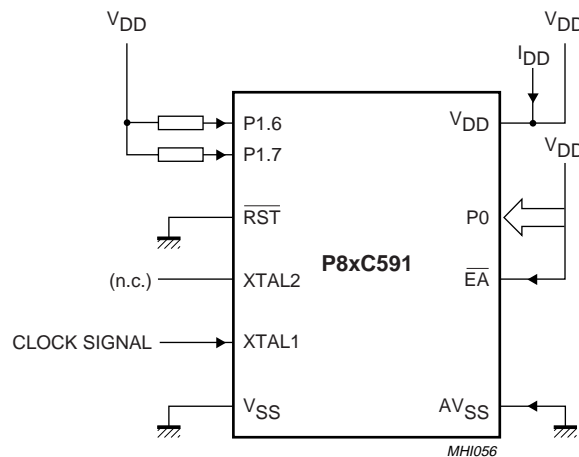 VDD
VDD
IDD
P1.6
VDD
P1.7
VDD
RST
P0
P8xC591
(n.c.)
XTAL2
EA
CLOCK SIGNAL
XTAL1
VSS
AVSS
MHI056